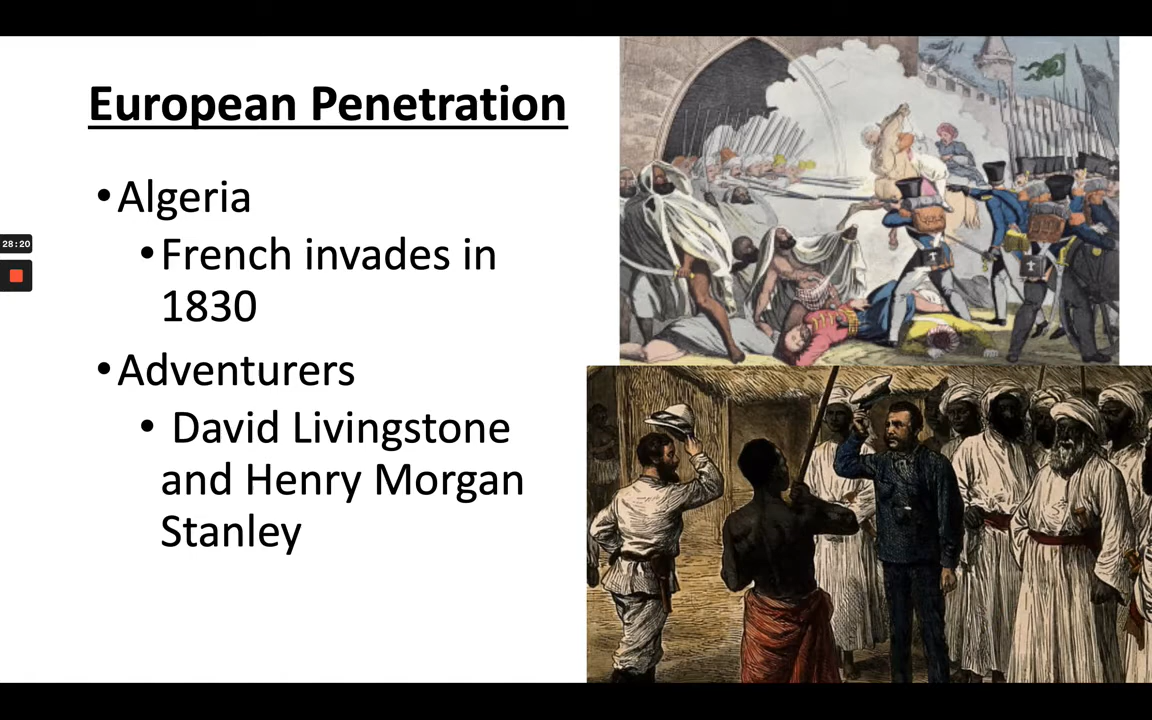 European Penetration
•Algeria
•French invades in
1830
•Adventurers
• David Livingstone
and Henry Morgan
Stanley
28:20